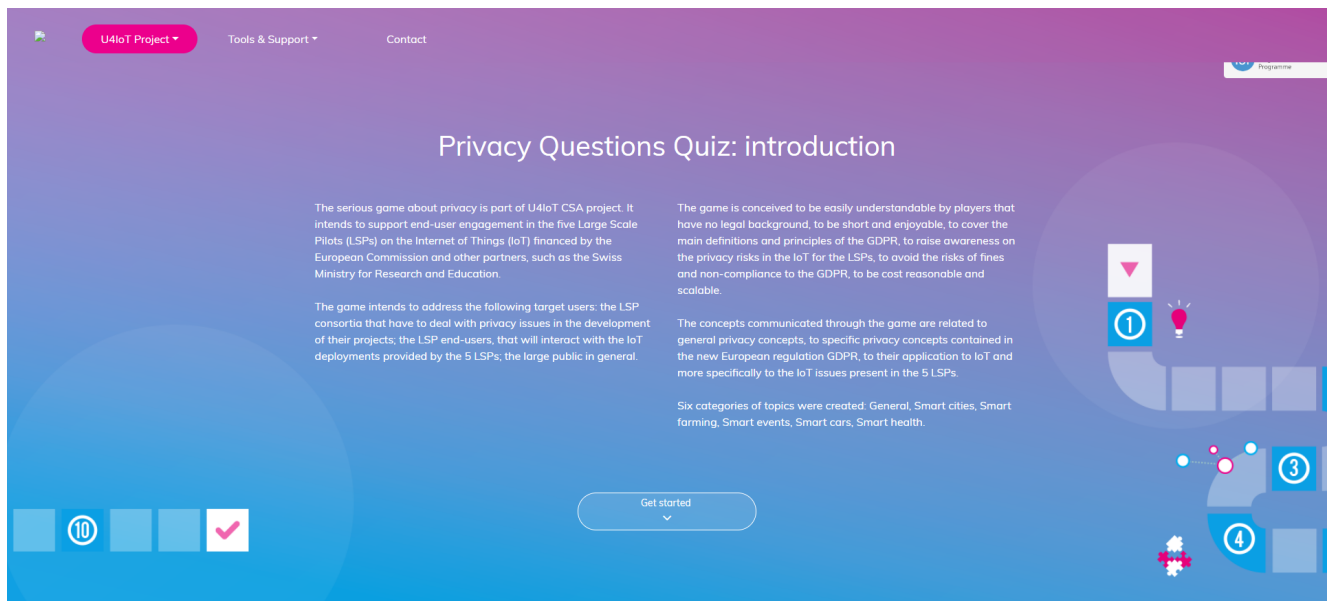 U4IoT Project
Tools & Support
Contact
Programme
Privacy Questions Quiz: introduction
The serious game about privacy is part of U4IoT CSA project. It
intends to support end-user engagement in the five Large Scale
Pilots (LSPs) on the Internet of Things (IoT) financed by the
European Commission and other partners, such as the Swiss
Ministry for Research and Education.
The game intends to address the following target users: the LSP
consortia that have to deal with privacy issues in the development
of their projects; the LSP end-users, that will interact with the IoT
deployments provided by the 5 LSPs; the large public in general.
The game is conceived to be easily understandable by players that
have no legal background, to be short and enjoyable, to cover the
main definitions and principles of the GDPR, to raise awareness on
the privacy risks in the IoT for the LSPs, to avoid the risks of fines
and non-compliance to the GDPR, to be cost reasonable and
scalable.
The concepts communicated through the game are related to
general privacy concepts, to specific privacy concepts contained in
the new European regulation GDPR, to their application to IoT and
more specifically to the IoT issues present in the 5 LSPs.
Six categories of topics were created: General, Smart cities, Smart
farming, Smart events, Smart cars, Smart health.
Get started
1
3
4
10